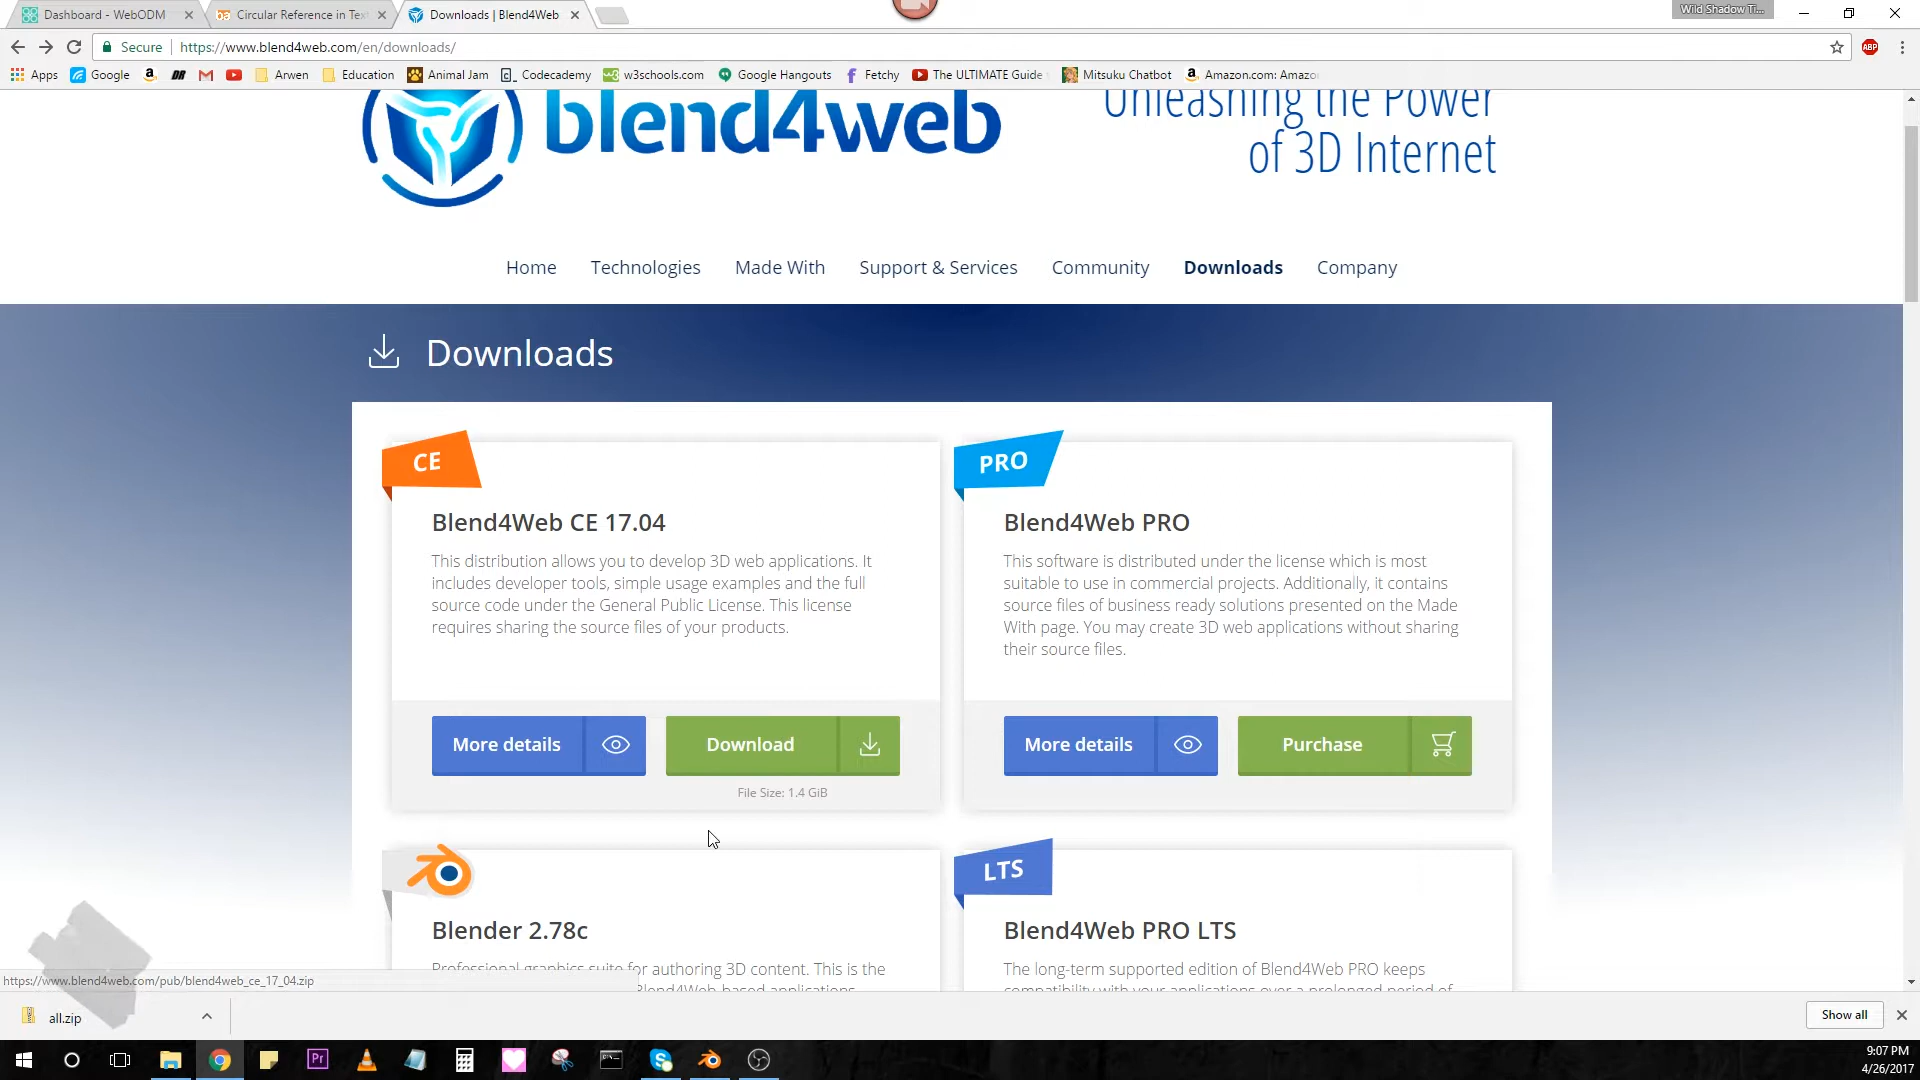 Dashboard - WebODM
Circular Reference in Text
Downloads | Blend4Web
Wild Shadow Ti...
Secure
https://www.blend4web.com/en/downloads/
ABP
Apps
Google
DR
Arwen
Education
Animal Jam
Codecademy
w3schools.com
Google Hangouts
Fetchy
The ULTIMATE Guide
Mitsuku Chatbot
Amazon.com: Amazo
blend4web
Unleashing the Power
of 3D Internet
Home
Technologies
Made With
Support & Services
Community
Downloads
Company
Downloads
CE
Blend4Web CE 17.04
This distribution allows you to develop 3D web applications. It
includes developer tools, simple usage examples and the full
source code under the General Public License. This license
requires sharing the source files of your products.
More details
Download
File Size: 1.4 GiB
PRO
Blend4Web PRO
This software is distributed under the license which is most
suitable to use in commercial projects. Additionally, it contains
source files of business ready solutions presented on the Made
With page. You may create 3D web applications without sharing
their source files.
More details
Purchase
Blender 2.78c
Professional graphics suite for authoring 3D content. This is the
Blend4Web-based applications
LTS
Blend4Web PRO LTS
The long-term supported edition of Blend4Web PRO keeps
compatibility with your applications over a prolonged period of
https://www.blend4web.com/pub/blend4web_ce_17_04.zip
all.zip
Show all
Pr
9:07 PM
4/26/2017